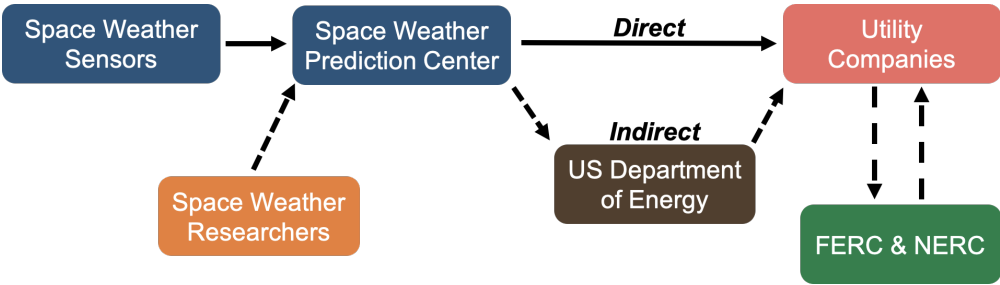 Space Weather
Sensors
Space Weather
Prediction Center
Direct
Utility
Companies
Indirect
US Department
of Energy
Space Weather
Researchers
FERC & NERC